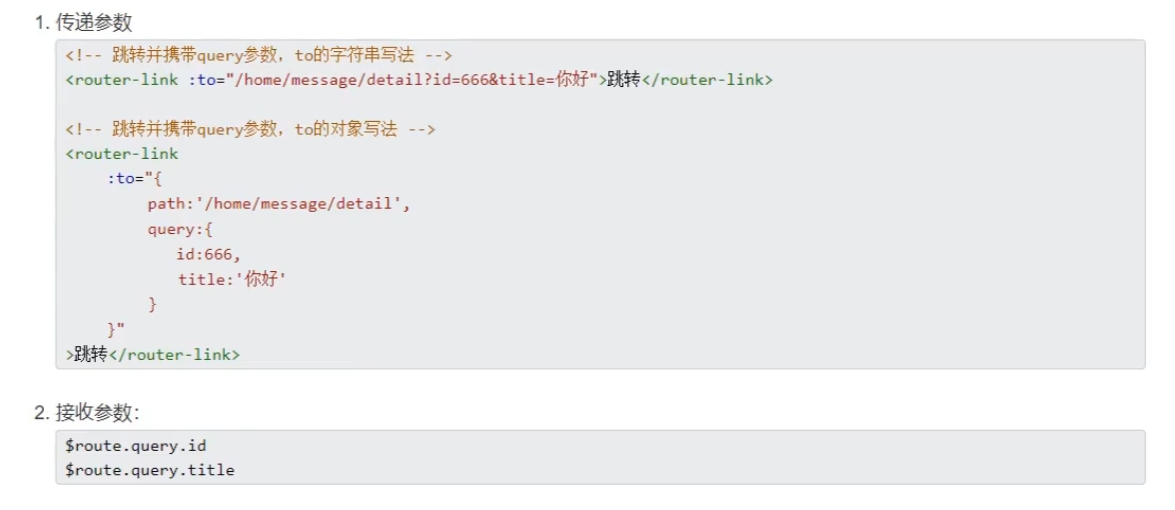 1. 传递参数
<!-- 跳转并携带query参数，to的字符串写法 -->
<router-link :to="/home/message/detail?id=666&title=你好">跳转</router-link>
<!-- 跳转并携带query参数，to的对象写法 -->
<router-link
:to="{
path:'/home/message/detail',
query:{
id:666,
title:'你好'
}
}"
>跳转</router-link>
2. 接收参数：
$route.query.id
$route.query.title